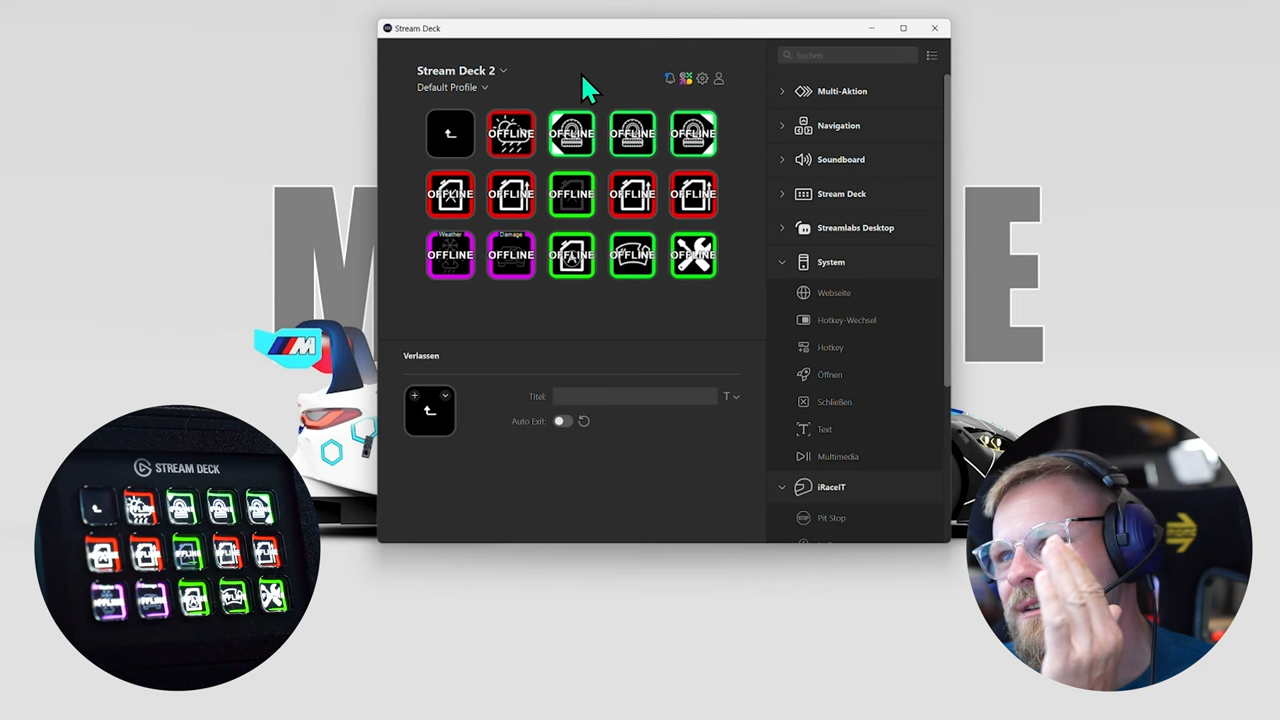 Stream Deck
Stream Deck 2
Default Profile
Suchen
OFFLINE
OFFLINE
OFFLINE
OFFLINE
OFFLINE
OFFLINE
OFFLINE
OFFLINE
OFFLINE
Weather
OFFLINE
Damage
OFFLINE
OFFLINE
OFFLINE
OFFLINE
Multi-Aktion
Navigation
Soundboard
Stream Deck
Streamlabs Desktop
System
Webseite
Hotkey-Wechsel
Hotkey
Öffnen
Schließen
Text
Multimedia
iRaceIT
STOP
Pit Stop
Verlassen
Titel:
T
Auto Exit:
M
E
M
STREAM DECK